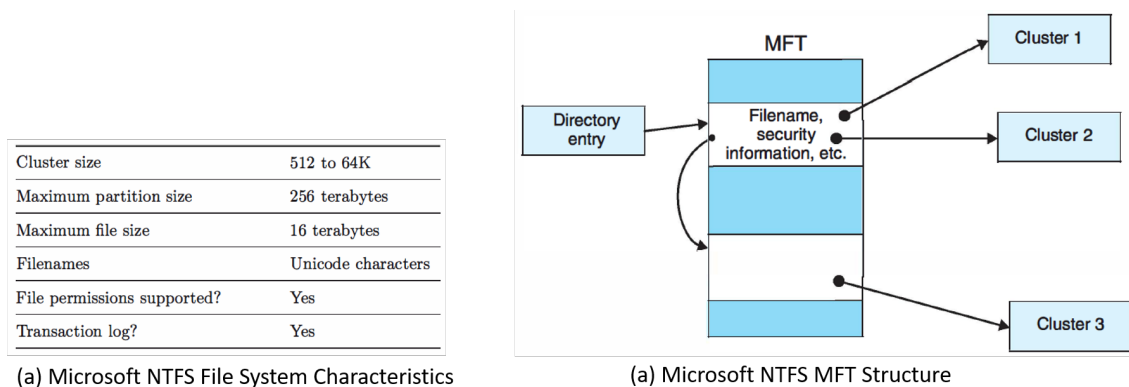 Cluster size 512 to 64K
Maximum partition size 256 terabytes
Maximum file size 16 terabytes
Filenames Unicode characters
File permissions supported? Yes
Transaction log? Yes
(a) Microsoft NTFS File System Characteristics
MFT
Directory
entry
Filename,
security
information, etc.
Cluster 1
Cluster 2
Cluster 3
(a) Microsoft NTFS MFT Structure